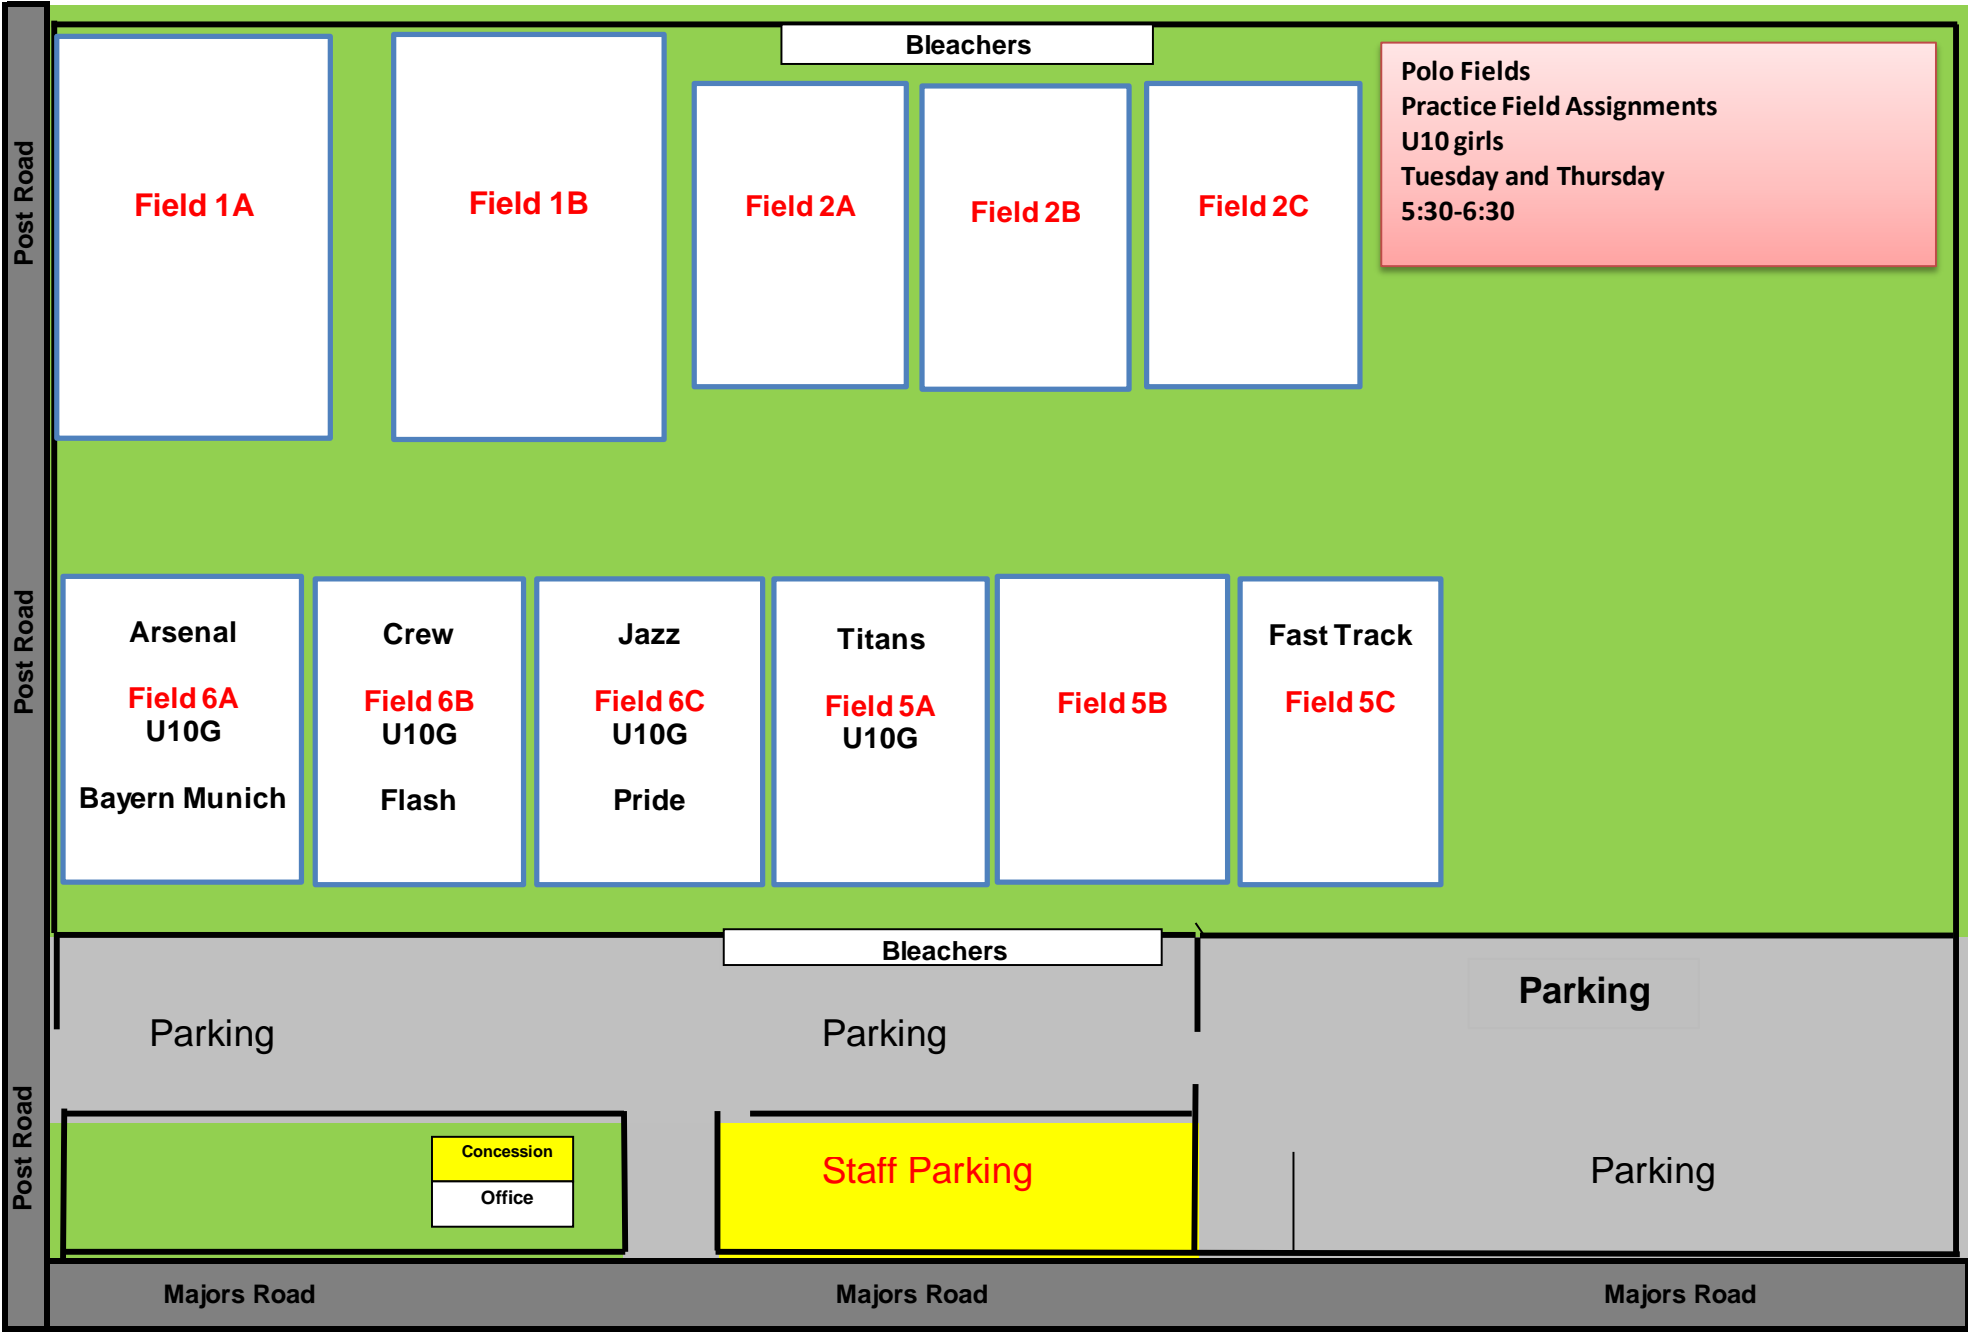 Bleachers
Polo Fields
Practice Field Assignments
U10 girls
Tuesday and Thursday
5:30-6:30
Post Road
Field 1A
Field 1B
Field 2A
Field 2B
Field 2C
Post Road
Arsenal
Field 6A
U10G
Bayern Munich
Crew
Field 6B
U10G
Flash
Jazz
Field 6C
U10G
Pride
Titans
Field 5A
U10G
Field 5B
Fast Track
Field 5C
Bleachers
Parking
Parking
Parking
Post Road
Concession
Office
Staff Parking
Parking
Majors Road
Majors Road
Majors Road